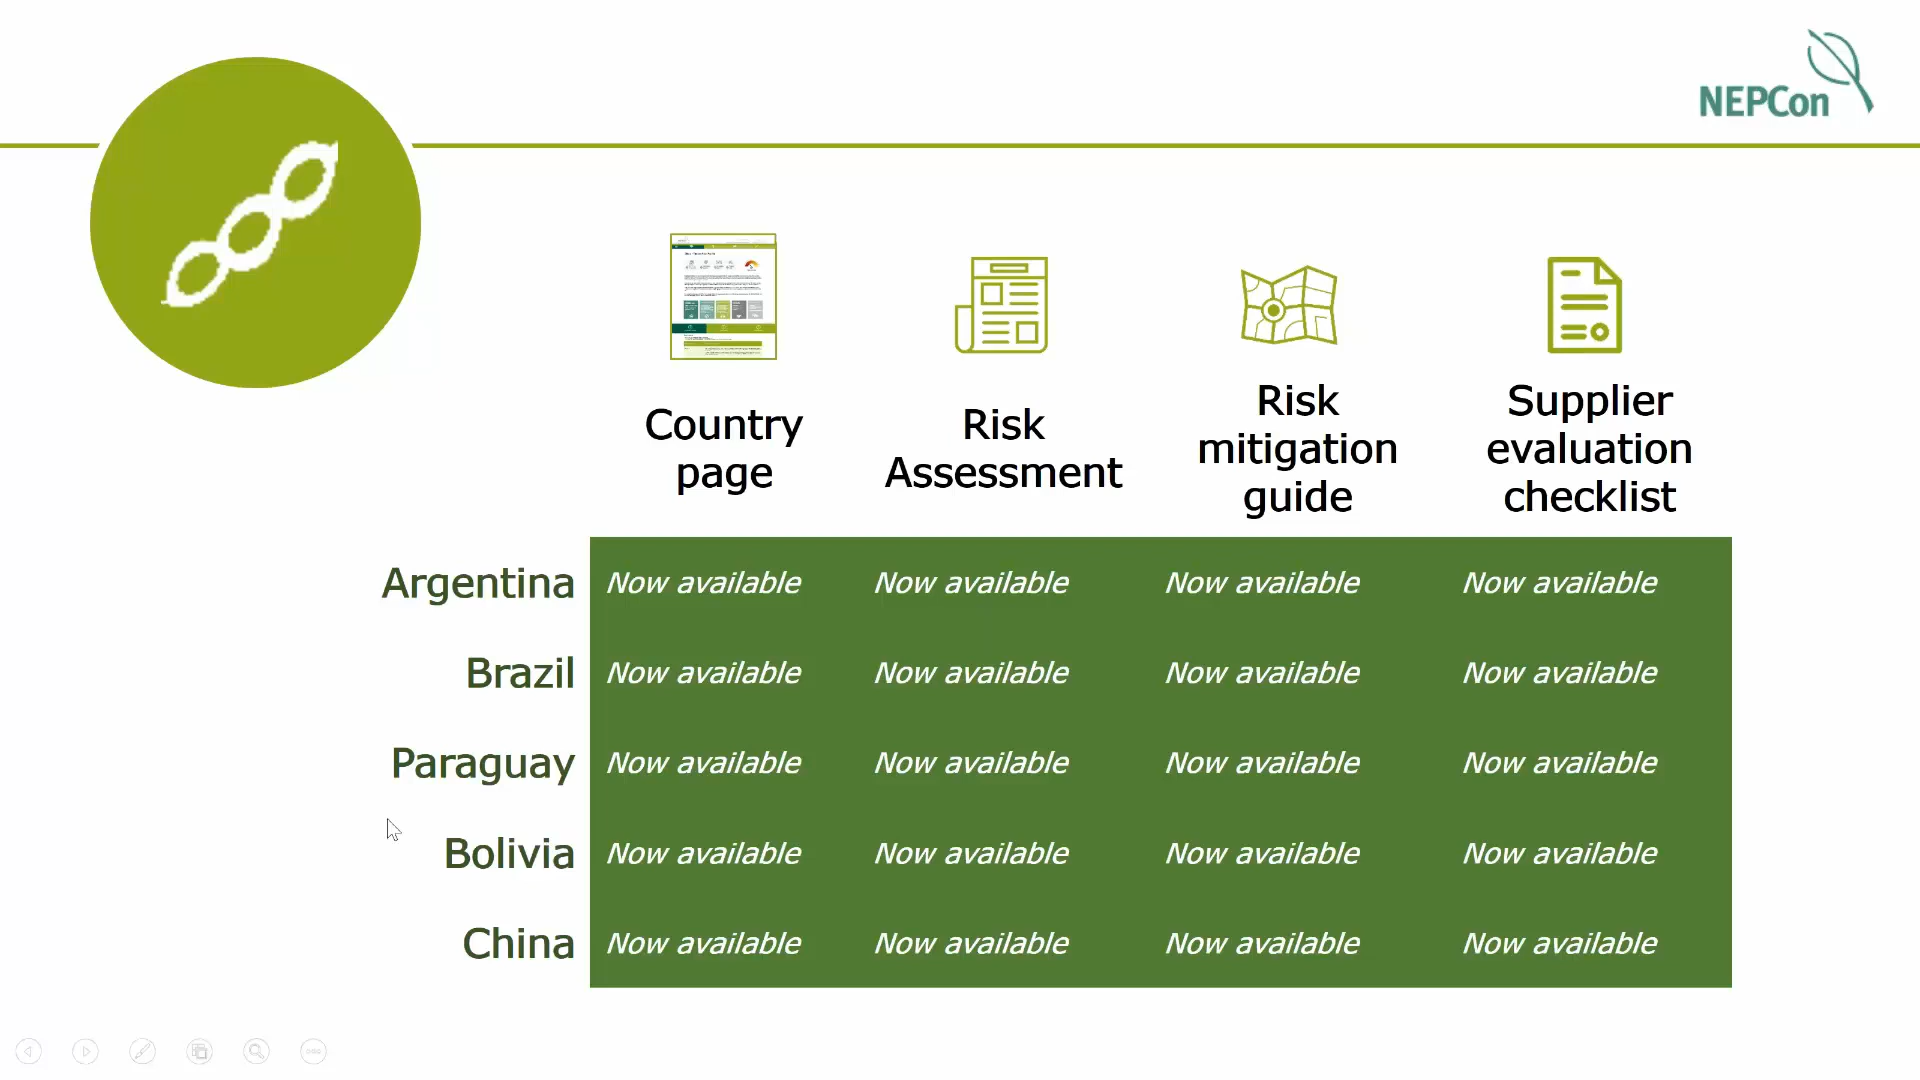 NEPCon
Country
page
Risk
Assessment
Risk
mitigation
guide
Supplier
evaluation
checklist
Argentina Now available Now available Now available Now available
Brazil Now available Now available Now available Now available
Paraguay Now available Now available Now available Now available
Bolivia Now available Now available Now available Now available
China Now available Now available Now available Now available